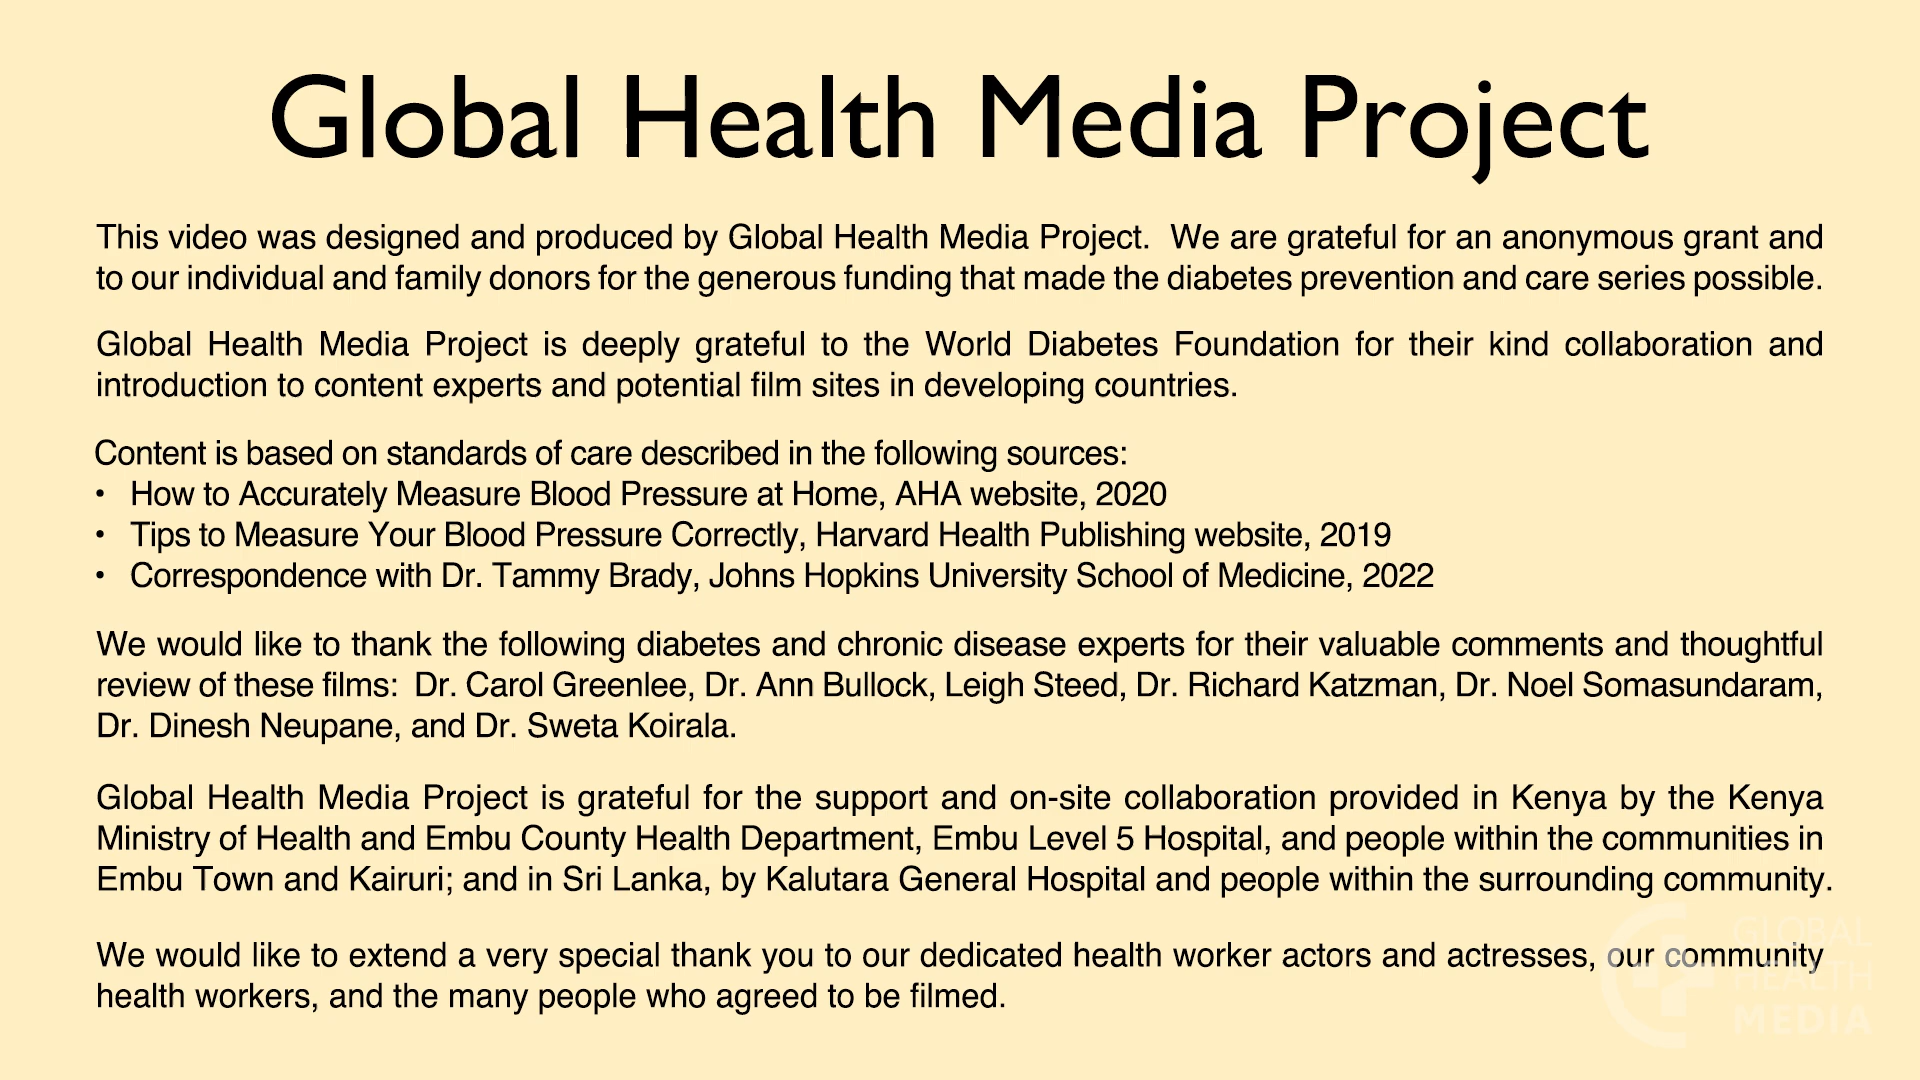 Global Health Media Project
This video was designed and produced by Global Health Media Project.  We are grateful for an anonymous grant and
to our individual and family donors for the generous funding that made the diabetes prevention and care series possible.
Global Health Media Project is deeply grateful to the World Diabetes Foundation for their kind collaboration and
introduction to content experts and potential film sites in developing countries.
Content is based on standards of care described in the following sources:
• How to Accurately Measure Blood Pressure at Home, AHA website, 2020
• Tips to Measure Your Blood Pressure Correctly, Harvard Health Publishing website, 2019
• Correspondence with Dr. Tammy Brady, Johns Hopkins University School of Medicine, 2022
We would like to thank the following diabetes and chronic disease experts for their valuable comments and thoughtful
review of these films:  Dr. Carol Greenlee, Dr. Ann Bullock, Leigh Steed, Dr. Richard Katzman, Dr. Noel Somasundaram,
Dr. Dinesh Neupane, and Dr. Sweta Koirala.
Global Health Media Project is grateful for the support and on-site collaboration provided in Kenya by the Kenya
Ministry of Health and Embu County Health Department, Embu Level 5 Hospital, and people within the communities in
Embu Town and Kairuri; and in Sri Lanka, by Kalutara General Hospital and people within the surrounding community.
We would like to extend a very special thank you to our dedicated health worker actors and actresses, our community
health workers, and the many people who agreed to be filmed.
GLOBAL
HEALTH
MEDIA